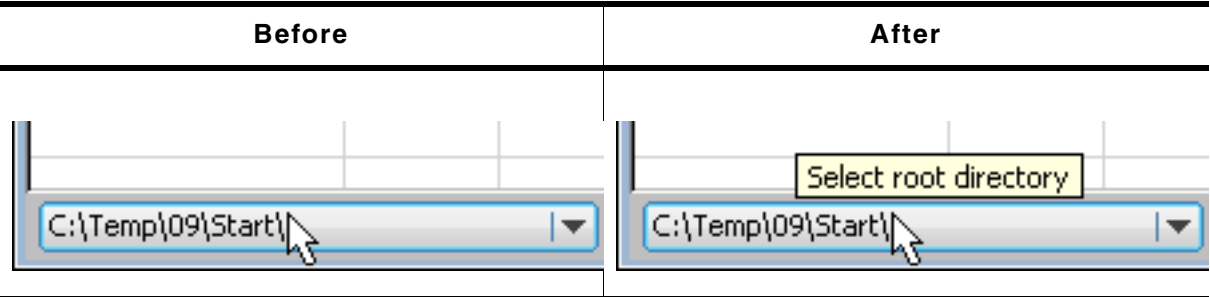 Before
After
C:\Temp\09\Start\
Select root directory
C:\Temp\09\Start\